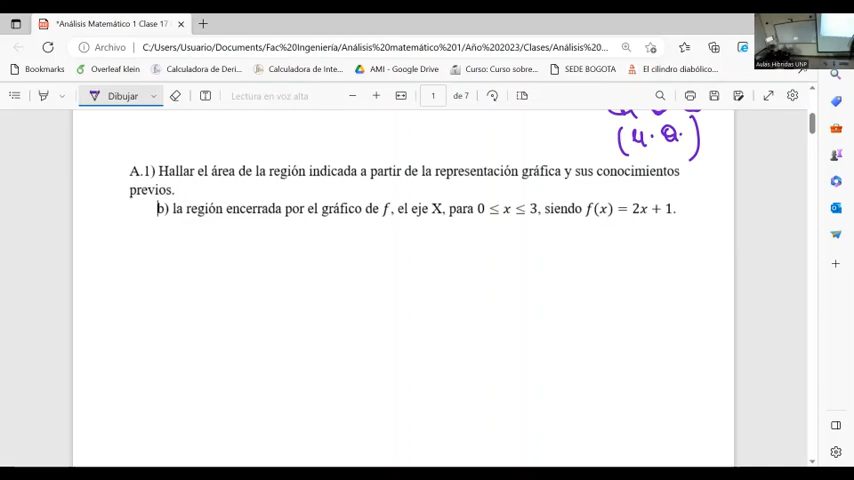 *Análisis Matemático 1 Clase 17
Archivo C:/Users/Usuario/Documents/Fac%20Ingeniería/Análisis%20matemático%201/Año%202023/Clases/Análisis%20...
Bookmarks Overleaf klein Calculadora de Deri... Calculadora de Inte... AMI - Google Drive Curso: Curso sobre... SEDE BOGOTA El cilindro diabólico...
Aulas Híbridas UNP
Dibujar Lectura en voz alta 1 de 7
A.1) Hallar el área de la región indicada a partir de la representación gráfica y sus conocimientos
previos.
b) la región encerrada por el gráfico de f, el eje X, para 0 ≤ x ≤ 3, siendo f(x) = 2x + 1.